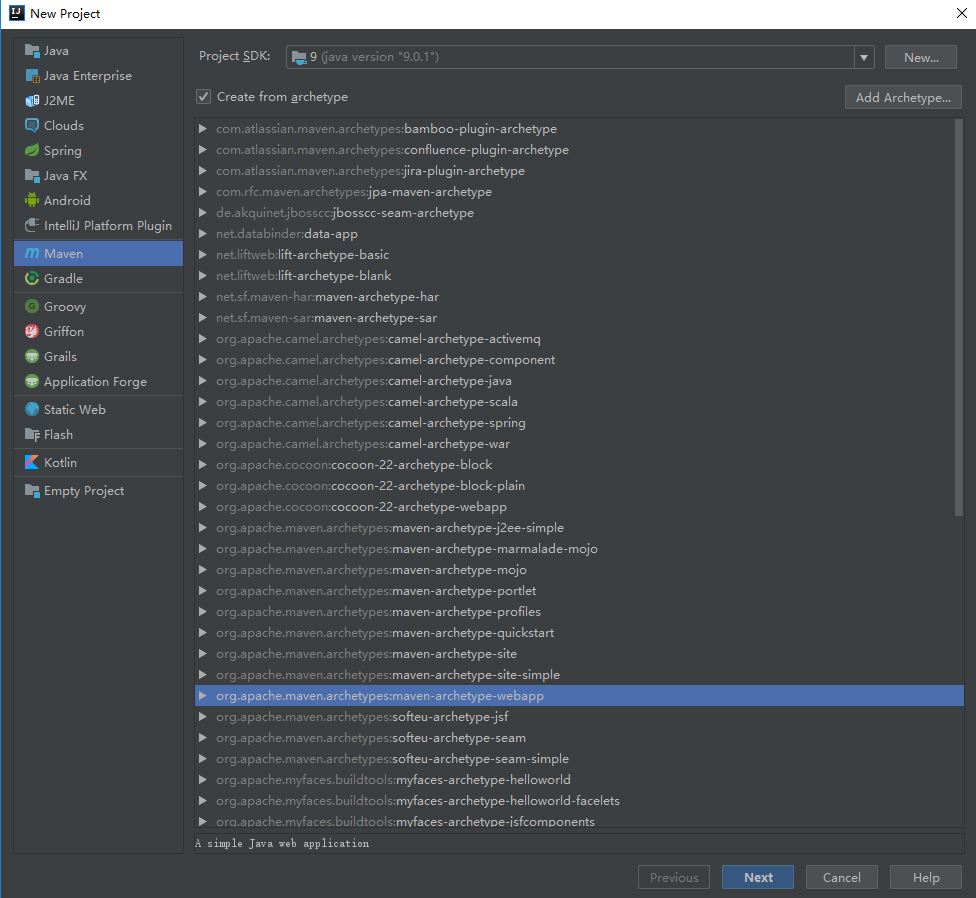 New Project
Java
Java Enterprise
J2ME
Clouds
Spring
Java FX
Android
IntelliJ Platform Plugin
Maven
Gradle
Groovy
Griffon
Grails
Application Forge
Static Web
Flash
Kotlin
Empty Project
Project SDK: 9 (java version "9.0.1") New...
Create from archetype Add Archetype...
com.atlassian.maven.archetypes:bamboo-plugin-archetype
com.atlassian.maven.archetypes:confluence-plugin-archetype
com.atlassian.maven.archetypes:jira-plugin-archetype
com.rfc.maven.archetypes:jpa-maven-archetype
de.akquinet.jbosscc:jbosscc-seam-archetype
net.databinder:data-app
net.liftweb:lift-archetype-basic
net.liftweb:lift-archetype-blank
net.sf.maven-har:maven-archetype-har
net.sf.maven-sar:maven-archetype-sar
org.apache.camel.archetypes:camel-archetype-activemq
org.apache.camel.archetypes:camel-archetype-component
org.apache.camel.archetypes:camel-archetype-java
org.apache.camel.archetypes:camel-archetype-scala
org.apache.camel.archetypes:camel-archetype-spring
org.apache.camel.archetypes:camel-archetype-war
org.apache.cocoon:cocoon-22-archetype-block
org.apache.cocoon:cocoon-22-archetype-block-plain
org.apache.cocoon:cocoon-22-archetype-webapp
org.apache.maven.archetypes:maven-archetype-j2ee-simple
org.apache.maven.archetypes:maven-archetype-marmalade-mojo
org.apache.maven.archetypes:maven-archetype-mojo
org.apache.maven.archetypes:maven-archetype-portlet
org.apache.maven.archetypes:maven-archetype-profiles
org.apache.maven.archetypes:maven-archetype-quickstart
org.apache.maven.archetypes:maven-archetype-site
org.apache.maven.archetypes:maven-archetype-site-simple
org.apache.maven.archetypes:maven-archetype-webapp
org.apache.maven.archetypes:softeu-archetype-jsf
org.apache.maven.archetypes:softeu-archetype-seam
org.apache.maven.archetypes:softeu-archetype-seam-simple
org.apache.myfaces.buildtools:myfaces-archetype-helloworld
org.apache.myfaces.buildtools:myfaces-archetype-helloworld-facelets
org.apache.myfaces.buildtools:myfaces-archetype-jsfcomponents
A simple Java web application
Previous Next Cancel Help